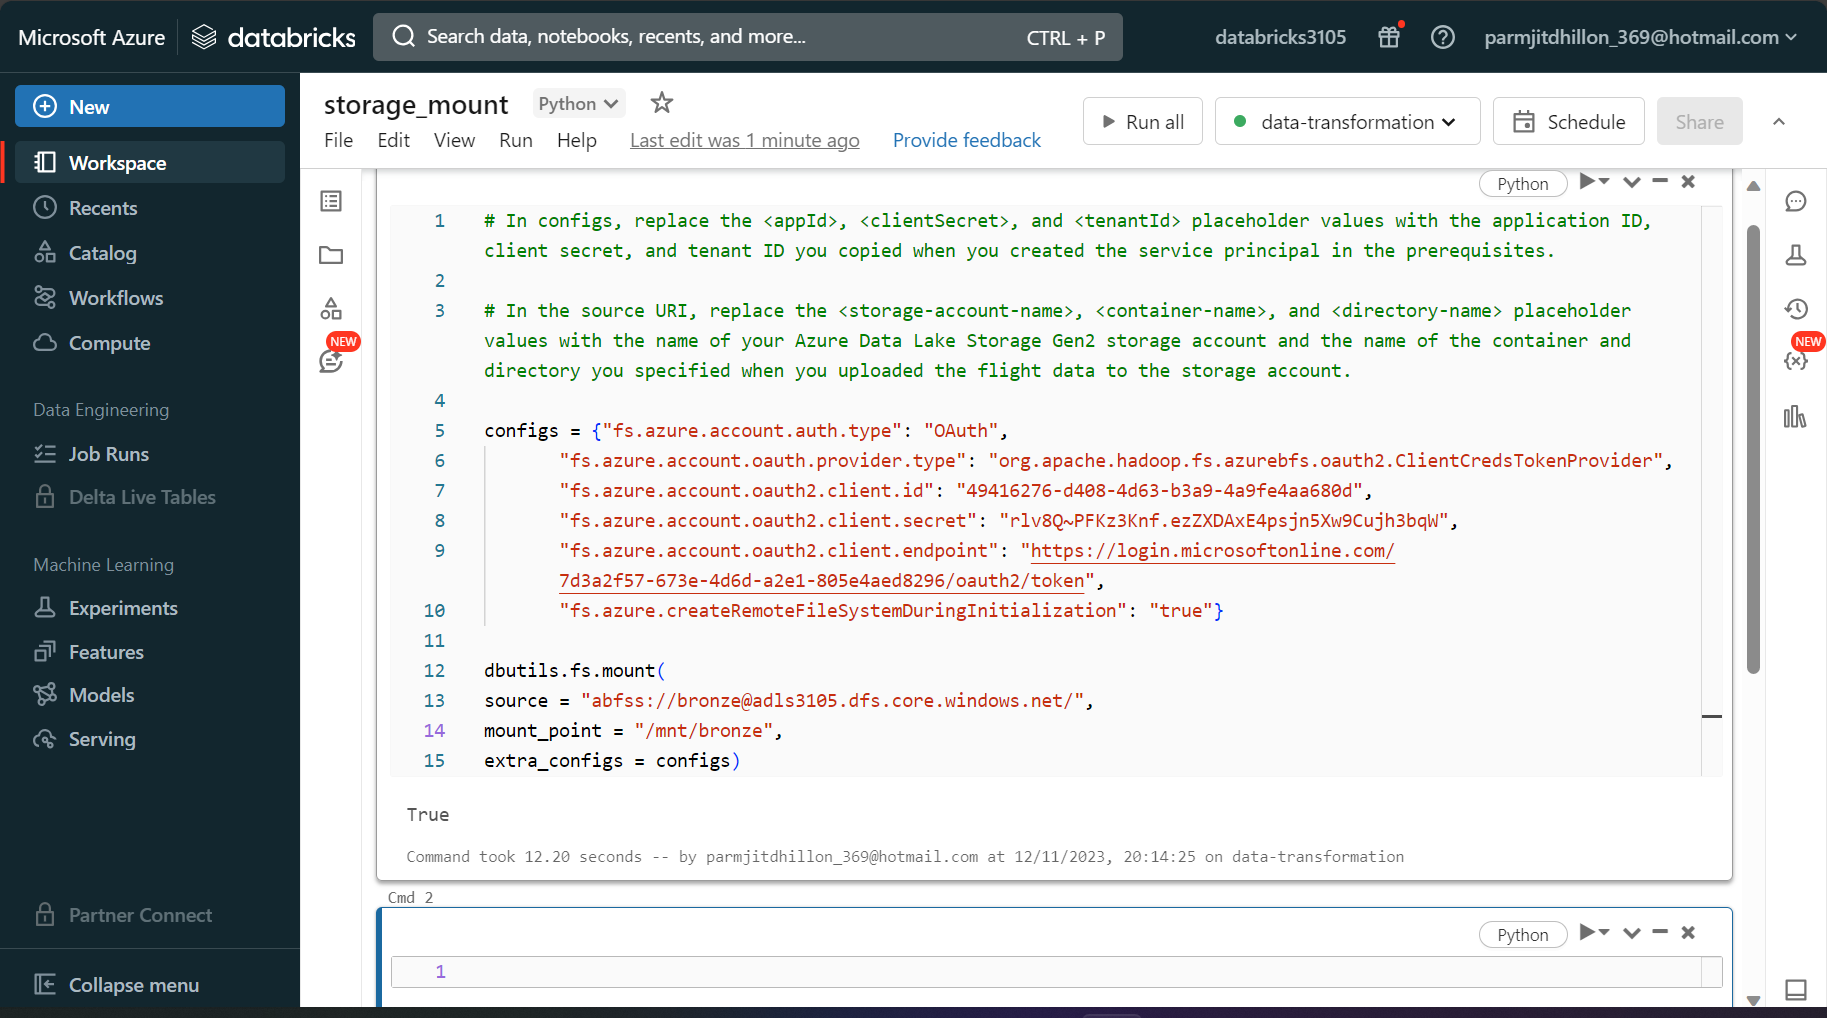 Microsoft Azure databricks Search data, notebooks, recents, and more... CTRL + P databricks3105 parmjitdhillon_369@hotmail.com
New
Workspace
Recents
Catalog
Workflows
Compute
Data Engineering
Job Runs
Delta Live Tables
Machine Learning
Experiments
Features
Models
Serving
Partner Connect
Collapse menu
storage_mount Python
File Edit View Run Help Last edit was 1 minute ago Provide feedback
Run all data-transformation Schedule Share
NEW
Python
1 # In configs, replace the <appId>, <clientSecret>, and <tenantId> placeholder values with the application ID,
client secret, and tenant ID you copied when you created the service principal in the prerequisites.
2
3 # In the source URI, replace the <storage-account-name>, <container-name>, and <directory-name> placeholder
values with the name of your Azure Data Lake Storage Gen2 storage account and the name of the container and
directory you specified when you uploaded the flight data to the storage account.
4
5 configs = {"fs.azure.account.auth.type": "OAuth",
6 "fs.azure.account.oauth.provider.type": "org.apache.hadoop.fs.azurebfs.oauth2.ClientCredsTokenProvider",
7 "fs.azure.account.oauth2.client.id": "49416276-d408-4d63-b3a9-4a9fe4aa680d",
8 "fs.azure.account.oauth2.client.secret": "rlv8Q~PFKz3Knf.ezZXDAxE4psjn5Xw9Cujh3bqW",
9 "fs.azure.account.oauth2.client.endpoint": "https://login.microsoftonline.com/
7d3a2f57-673e-4d6d-a2e1-805e4aed8296/oauth2/token",
10 "fs.azure.createRemoteFileSystemDuringInitialization": "true"}
11
12 dbutils.fs.mount(
13 source = "abfss://bronze@adls3105.dfs.core.windows.net/",
14 mount_point = "/mnt/bronze",
15 extra_configs = configs)
True
Command took 12.20 seconds -- by parmjitdhillon_369@hotmail.com at 12/11/2023, 20:14:25 on data-transformation
Cmd 2
Python
1
NEW